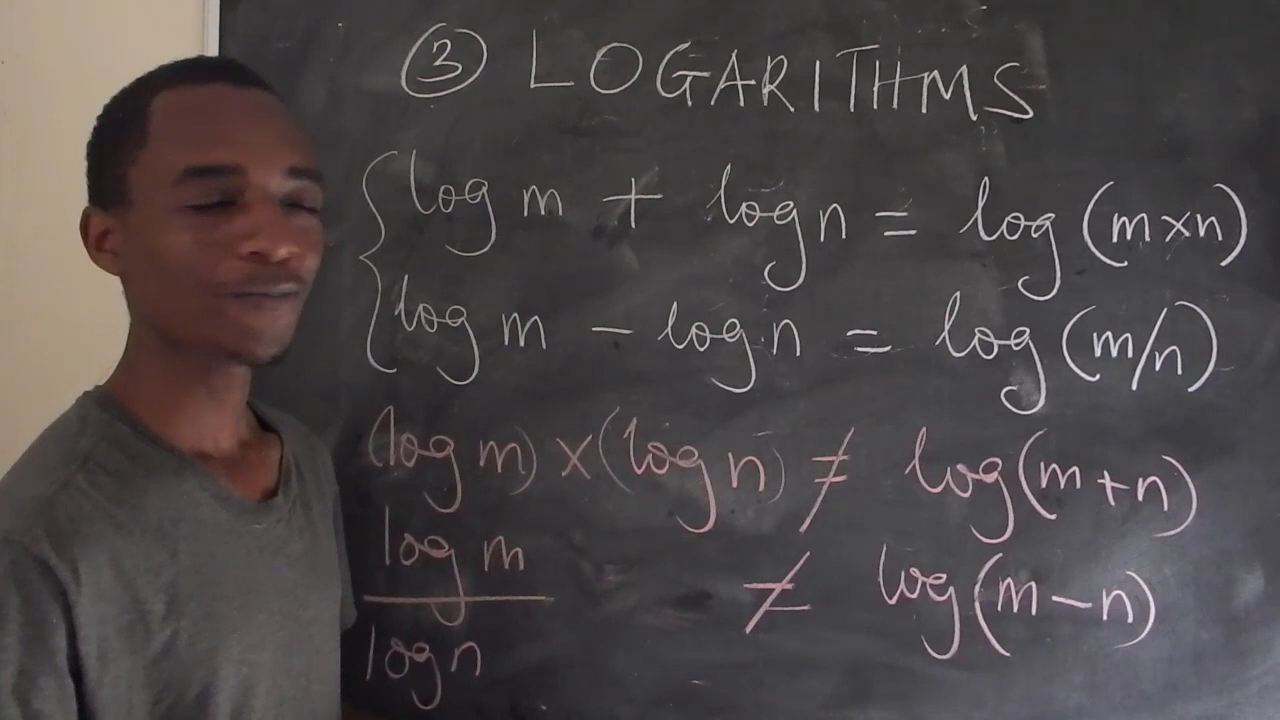 ③ LOGARITHMS
log m + log n = log (m×n)
log m - log n = log (m/n)
(log m) × (log n) ≠ log(m+n)
log m
≠ log(m-n)
log n